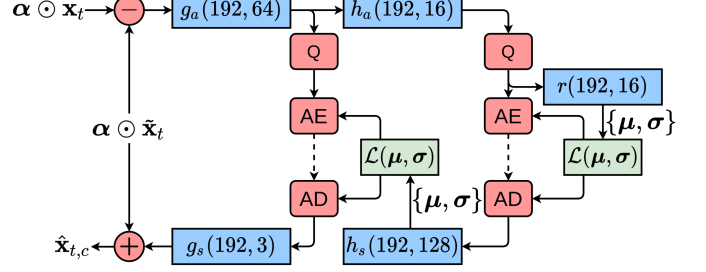 α ⊙ x_t
−
g_a(192, 64)
h_a(192, 16)
Q
Q
r(192, 16)
AE
AE
{μ, σ}
α ⊙ x̃_t
L(μ, σ)
L(μ, σ)
AD
{μ, σ}
AD
x̂_{t,c}
+
g_s(192, 3)
h_s(192, 128)